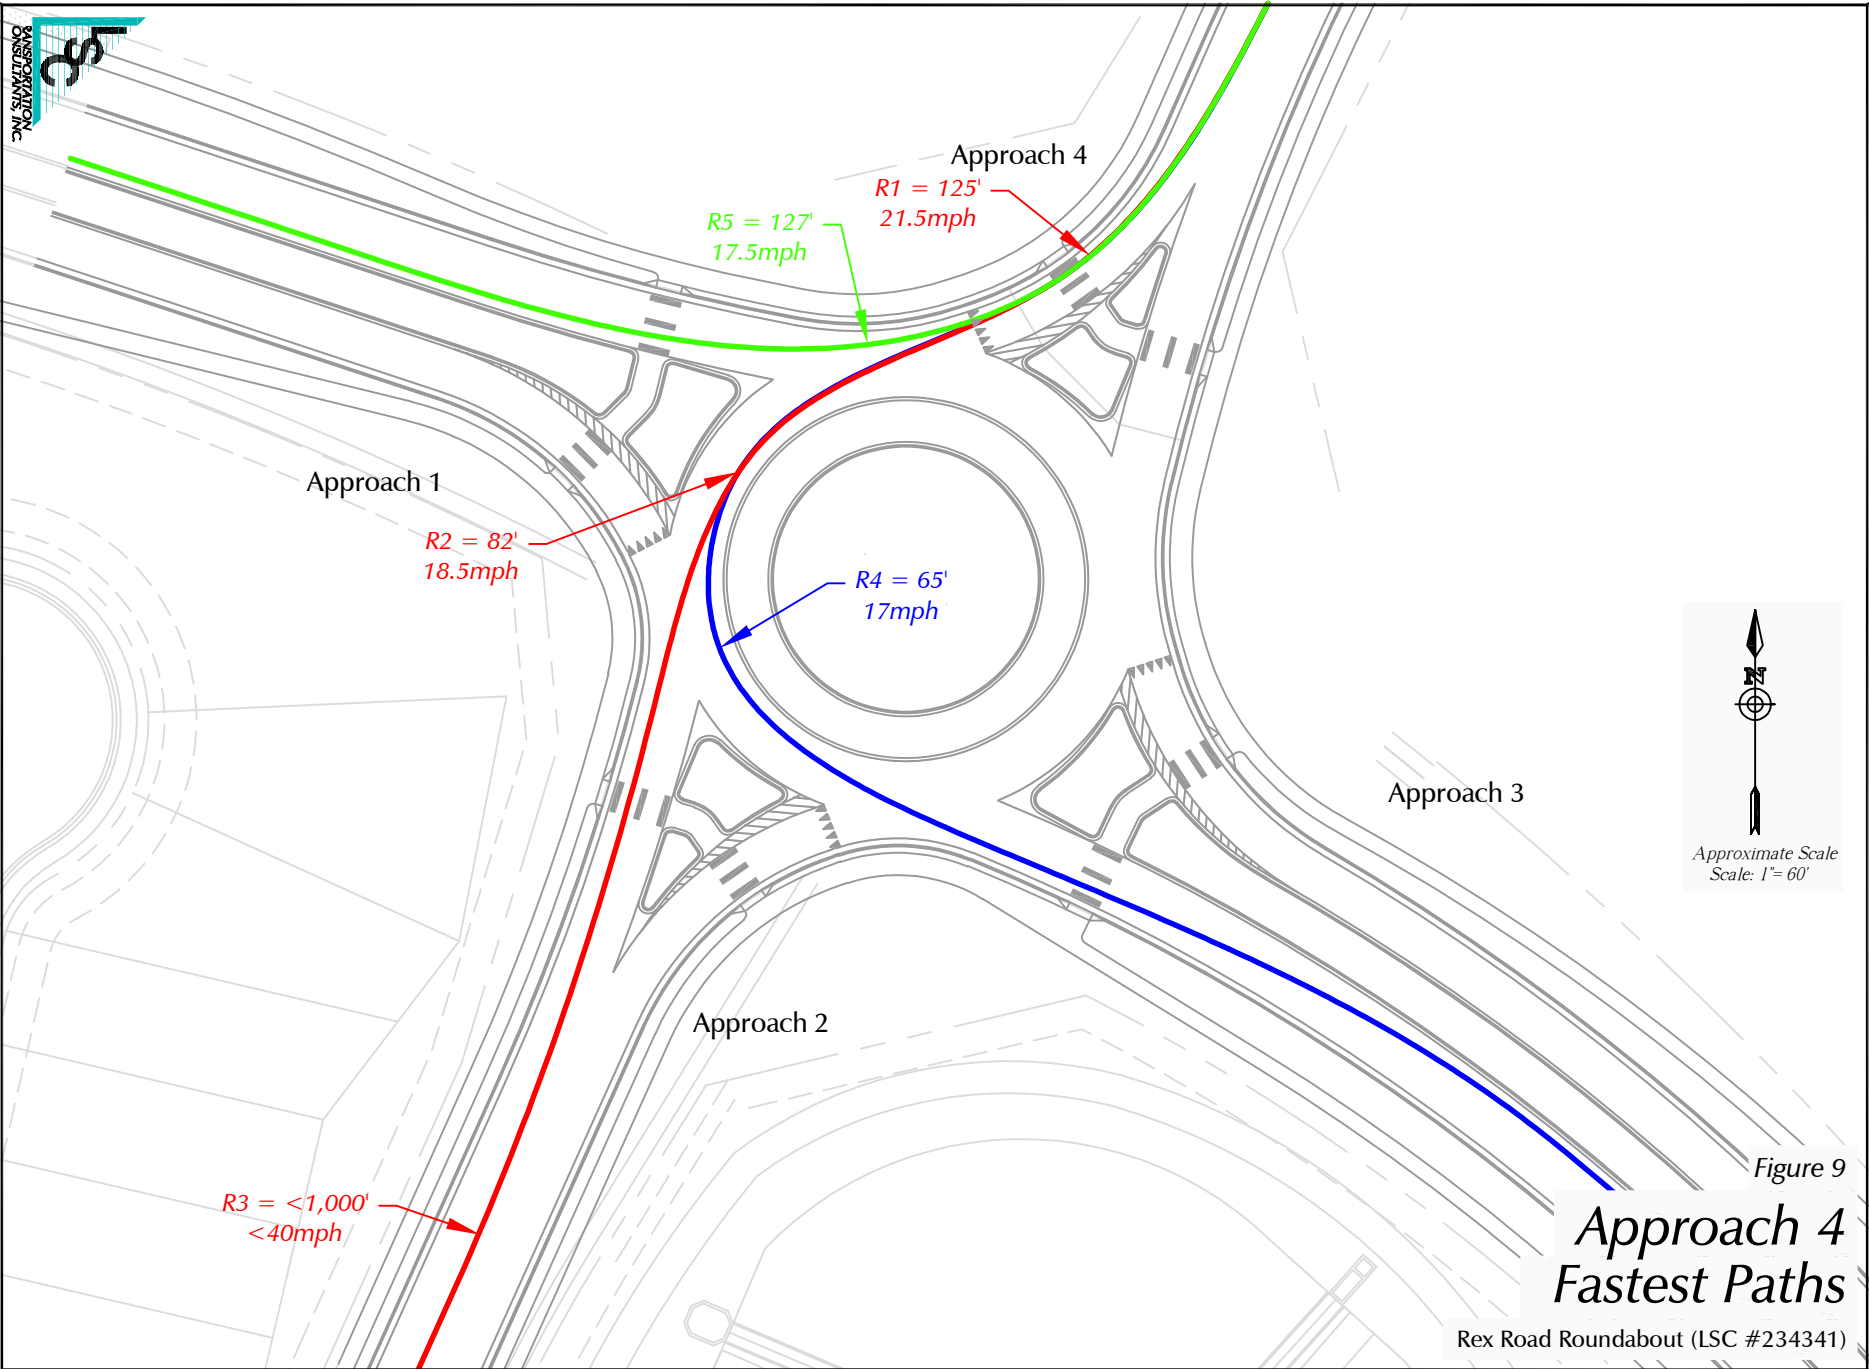 LSC
TRANSPORTATION
CONSULTANTS, INC.
Approach 4
R1 = 125'
21.5mph
R5 = 127'
17.5mph
Approach 1
R2 = 82'
18.5mph
R4 = 65'
17mph
N
Approach 3
Approximate Scale
Scale: 1"= 60'
Approach 2
R3 = <1,000'
<40mph
Figure 9
Approach 4
Fastest Paths
Rex Road Roundabout (LSC #234341)